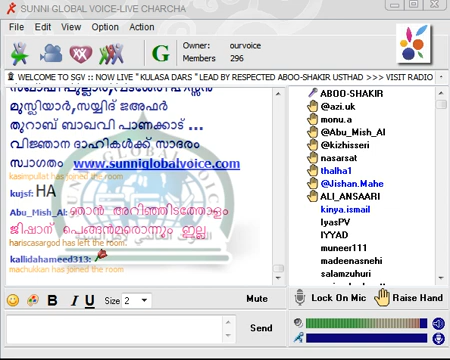 SUNNI GLOBAL VOICE-LIVE CHARCHA
File Edit View Option Action
G
Owner: ourvoice
Members 296
WELCOME TO SGV :: NOW LIVE " KULASA DARS " LEAD BY RESPECTED ABOO-SHAKIR USTHAD >>> VISIT RADIO
മുസ്ലിയാർ,സയ്യിദ് ജഅഫർ
തുറാബ് ബാഖവി പാണക്കാട് ...
വിജ്ഞാന ദാഹികൾക്ക് സാദരം
സ്വാഗതം www.sunniglobalvoice.com
kasimpullat has joined the room
kujsf: HA
Abu_Mish_Al: ഞാൻ അറിഞ്ഞിടത്തോളം
ജിഷാന് പെങ്ങൻമാരൊന്നും ഇല്ല
hariscasargod has left the room.
kallidahameed313:
machukkan has joined the room
ABOO-SHAKIR
@azi.uk
monu.a
@Abu_Mish_Al
@kizhisseri
nasarsat
thalha1
@Jishan.Mahe
ALI_ANSAARI
kinya.ismail
IyasPV
IYYAD
muneer111
madeenasnehi
salamzuhuri
B I U Size 2 Mute
Lock On Mic Raise Hand
Send